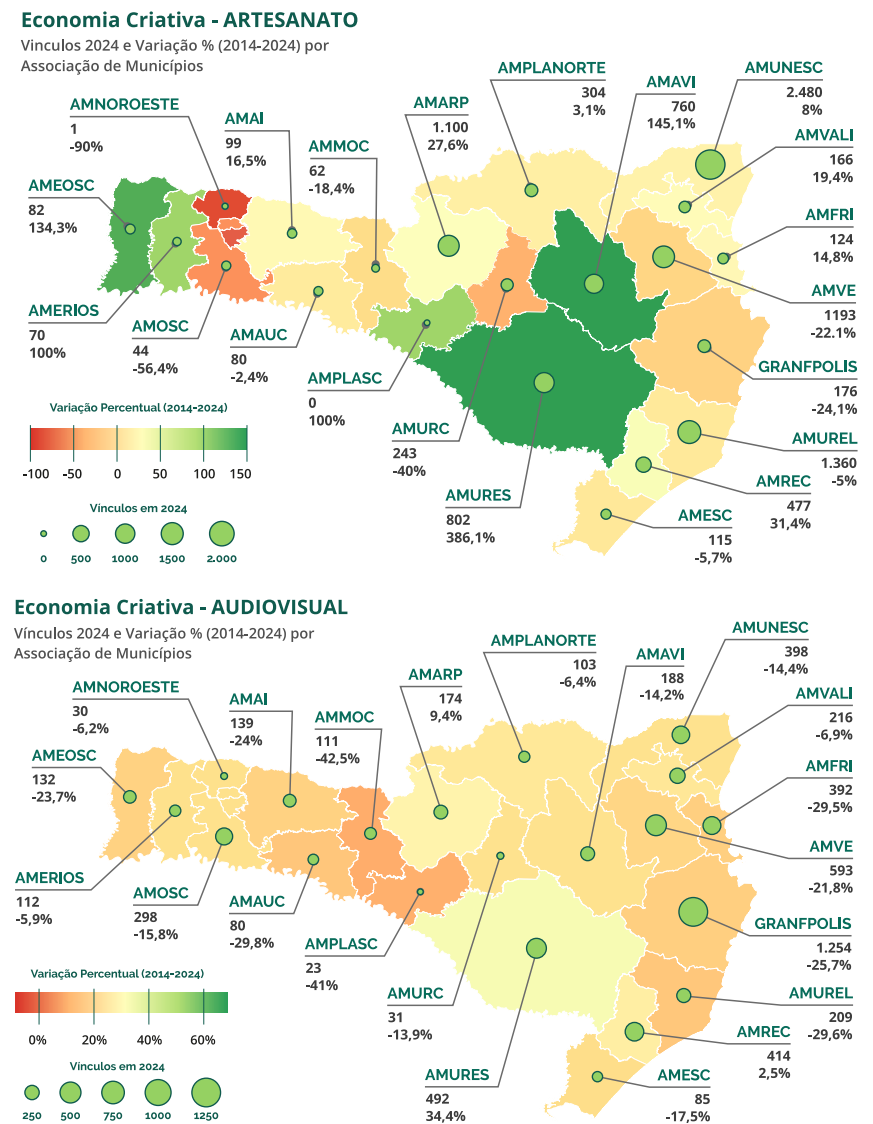 Economia Criativa - ARTESANATO
Vinculos 2024 e Variação % (2014-2024) por
Associação de Municípios
AMNOROESTE
1
-90%
AMAI
99
16,5%
AMMOC
62
-18,4%
AMARP
1.100
27,6%
AMPLANORTE
304
3,1%
AMAVI
760
145,1%
AMUNESC
2.480
8%
AMVALI
166
19,4%
AMFRI
124
14,8%
AMVE
1193
-22.1%
GRANFPOLIS
176
-24,1%
AMUREL
1.360
-5%
AMREC
477
31,4%
AMESC
115
-5,7%
AMEOSC
82
134,3%
AMERIOS
70
100%
AMOSC
44
-56,4%
AMAUC
80
-2,4%
AMPLASC
0
100%
AMURC
243
-40%
AMURES
802
386,1%
Variação Percentual (2014-2024)
-100 -50 0 50 100 150
Vínculos em 2024
0 500 1000 1500 2.000
Economia Criativa - AUDIOVISUAL
Vínculos 2024 e Variação % (2014-2024) por
Associação de Municípios
AMNOROESTE
30
-6,2%
AMAI
139
-24%
AMMOC
111
-42,5%
AMARP
174
9,4%
AMPLANORTE
103
-6,4%
AMAVI
188
-14,2%
AMUNESC
398
-14,4%
AMVALI
216
-6,9%
AMFRI
392
-29,5%
AMVE
593
-21,8%
GRANFPOLIS
1.254
-25,7%
AMUREL
209
-29,6%
AMREC
414
2,5%
AMESC
85
-17,5%
AMEOSC
132
-23,7%
AMERIOS
112
-5,9%
AMOSC
298
-15,8%
AMAUC
80
-29,8%
AMPLASC
23
-41%
AMURC
31
-13,9%
AMURES
492
34,4%
Variação Percentual (2014-2024)
0% 20% 40% 60%
Vínculos em 2024
250 500 750 1000 1250